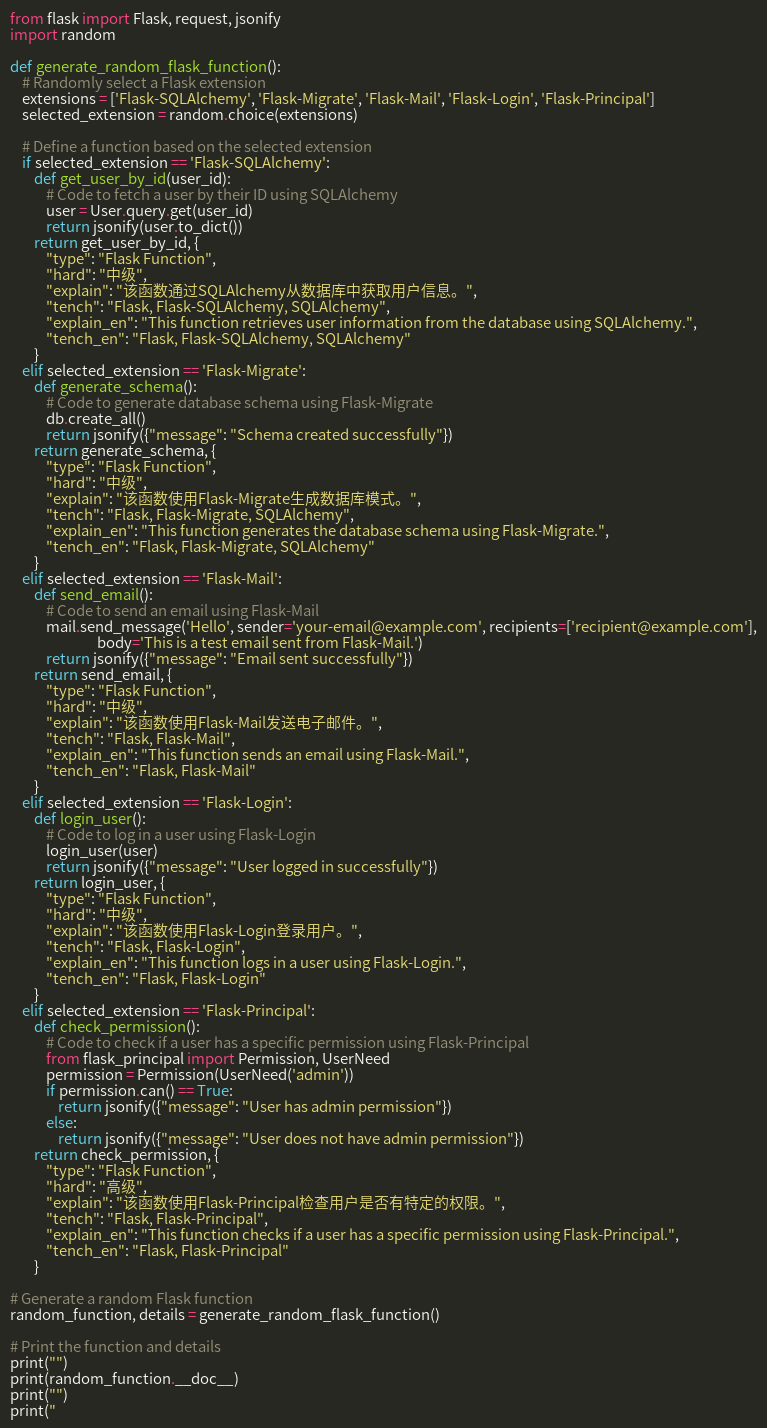 from flask import Flask, request, jsonify
import random

def generate_random_flask_function():
    # Randomly select a Flask extension
    extensions = ['Flask-SQLAlchemy', 'Flask-Migrate', 'Flask-Mail', 'Flask-Login', 'Flask-Principal']
    selected_extension = random.choice(extensions)

    # Define a function based on the selected extension
    if selected_extension == 'Flask-SQLAlchemy':
        def get_user_by_id(user_id):
            # Code to fetch a user by their ID using SQLAlchemy
            user = User.query.get(user_id)
            return jsonify(user.to_dict())
        return get_user_by_id, {
            "type": "Flask Function",
            "hard": "中级",
            "explain": "该函数通过SQLAlchemy从数据库中获取用户信息。",
            "tench": "Flask, Flask-SQLAlchemy, SQLAlchemy",
            "explain_en": "This function retrieves user information from the database using SQLAlchemy.",
            "tench_en": "Flask, Flask-SQLAlchemy, SQLAlchemy"
        }
    elif selected_extension == 'Flask-Migrate':
        def generate_schema():
            # Code to generate database schema using Flask-Migrate
            db.create_all()
            return jsonify({"message": "Schema created successfully"})
        return generate_schema, {
            "type": "Flask Function",
            "hard": "中级",
            "explain": "该函数使用Flask-Migrate生成数据库模式。",
            "tench": "Flask, Flask-Migrate, SQLAlchemy",
            "explain_en": "This function generates the database schema using Flask-Migrate.",
            "tench_en": "Flask, Flask-Migrate, SQLAlchemy"
        }
    elif selected_extension == 'Flask-Mail':
        def send_email():
            # Code to send an email using Flask-Mail
            mail.send_message('Hello', sender='your-email@example.com', recipients=['recipient@example.com'],
                              body='This is a test email sent from Flask-Mail.')
            return jsonify({"message": "Email sent successfully"})
        return send_email, {
            "type": "Flask Function",
            "hard": "中级",
            "explain": "该函数使用Flask-Mail发送电子邮件。",
            "tench": "Flask, Flask-Mail",
            "explain_en": "This function sends an email using Flask-Mail.",
            "tench_en": "Flask, Flask-Mail"
        }
    elif selected_extension == 'Flask-Login':
        def login_user():
            # Code to log in a user using Flask-Login
            login_user(user)
            return jsonify({"message": "User logged in successfully"})
        return login_user, {
            "type": "Flask Function",
            "hard": "中级",
            "explain": "该函数使用Flask-Login登录用户。",
            "tench": "Flask, Flask-Login",
            "explain_en": "This function logs in a user using Flask-Login.",
            "tench_en": "Flask, Flask-Login"
        }
    elif selected_extension == 'Flask-Principal':
        def check_permission():
            # Code to check if a user has a specific permission using Flask-Principal
            from flask_principal import Permission, UserNeed
            permission = Permission(UserNeed('admin'))
            if permission.can() == True:
                return jsonify({"message": "User has admin permission"})
            else:
                return jsonify({"message": "User does not have admin permission"})
        return check_permission, {
            "type": "Flask Function",
            "hard": "高级",
            "explain": "该函数使用Flask-Principal检查用户是否有特定的权限。",
            "tench": "Flask, Flask-Principal",
            "explain_en": "This function checks if a user has a specific permission using Flask-Principal.",
            "tench_en": "Flask, Flask-Principal"
        }

# Generate a random Flask function
random_function, details = generate_random_flask_function()

# Print the function and details
print("")
print(random_function.__doc__)
print("")
print("